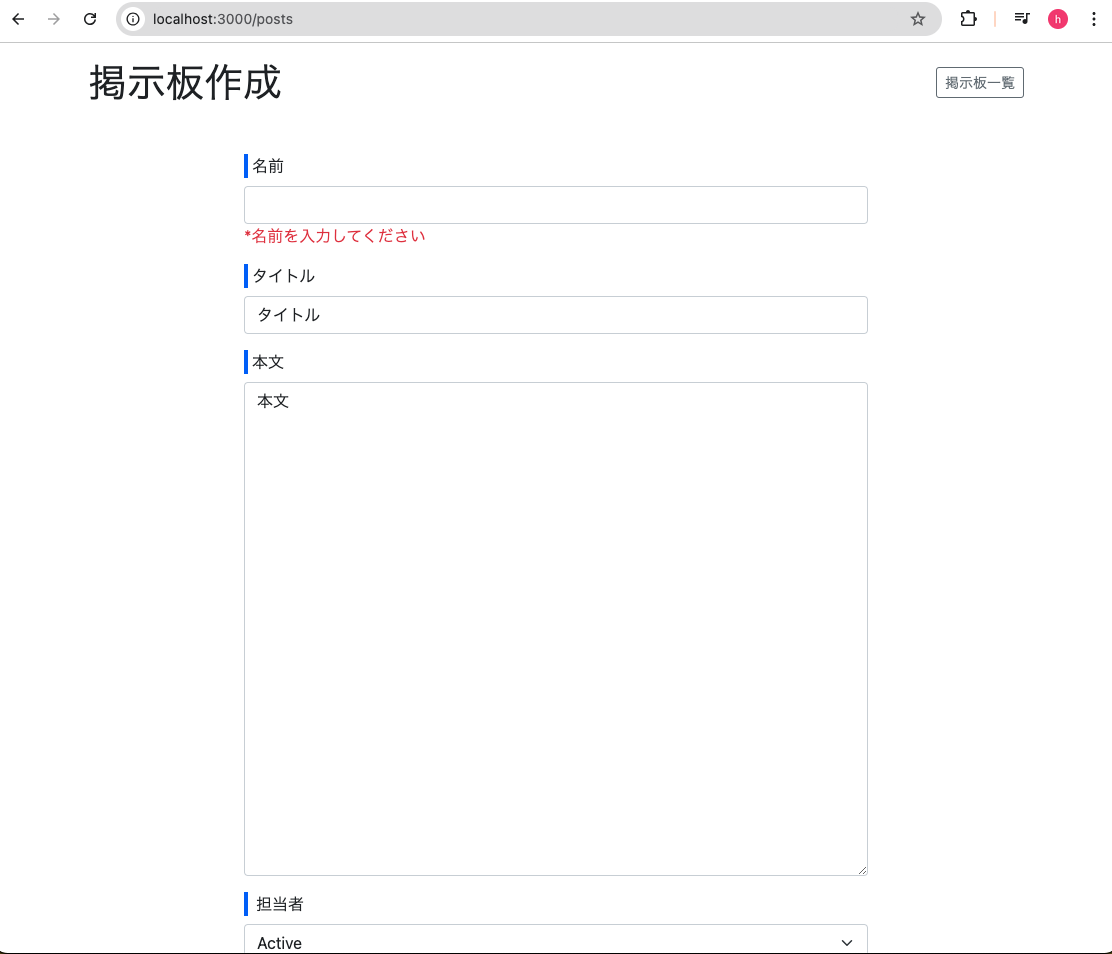 localhost:3000/posts
h
掲示板作成
掲示板一覧
名前
*名前を入力してください
タイトル
タイトル
本文
本文
担当者
Active